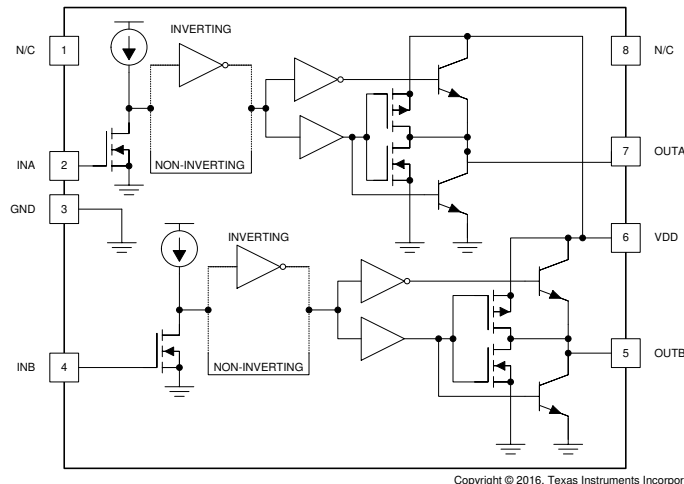 INVERTING
N/C 1
8 N/C
INA 2
7 OUTA
NON-INVERTING
GND 3
INVERTING
6 VDD
INB 4
5 OUTB
NON-INVERTING
Copyright © 2016, Texas Instruments Incorpor